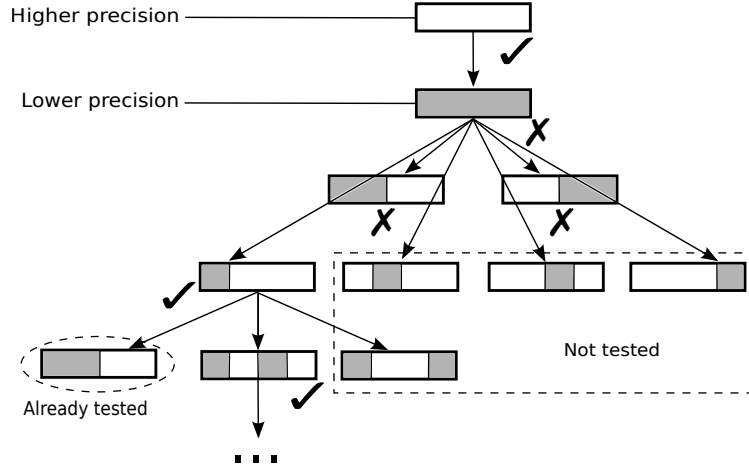 Higher precision
Lower precision
Not tested
Already tested